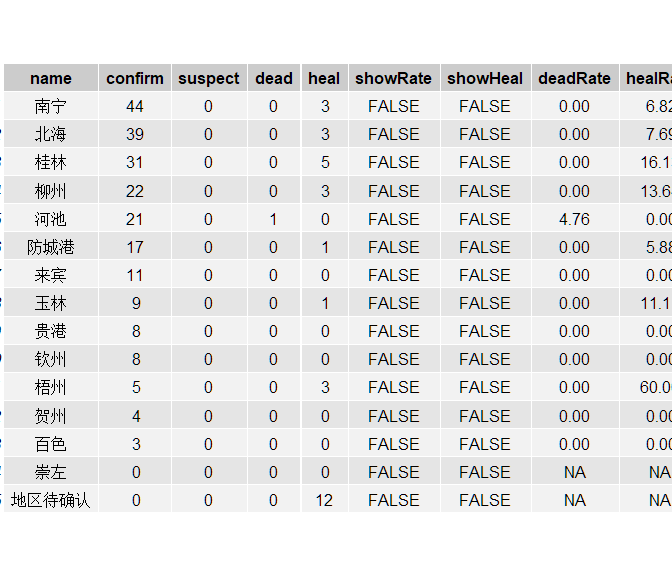 name confirm suspect dead heal showRate showHeal deadRate
南宁 44 0 0 3 FALSE FALSE 0.00 6.82
北海 39 0 0 3 FALSE FALSE 0.00 7.69
桂林 31 0 0 5 FALSE FALSE 0.00 16.1
柳州 22 0 0 3 FALSE FALSE 0.00 13.6
河池 21 0 1 0 FALSE FALSE 4.76 0.00
防城港 17 0 0 1 FALSE FALSE 0.00 5.88
来宾 11 0 0 0 FALSE FALSE 0.00 0.00
玉林 9 0 0 1 FALSE FALSE 0.00 11.1
贵港 8 0 0 0 FALSE FALSE 0.00 0.00
钦州 8 0 0 0 FALSE FALSE 0.00 0.00
梧州 5 0 0 3 FALSE FALSE 0.00 60.0
贺州 4 0 0 0 FALSE FALSE 0.00 0.00
百色 3 0 0 0 FALSE FALSE 0.00 0.00
崇左 0 0 0 0 FALSE FALSE NA NA
地区待确认 0 0 0 12 FALSE FALSE NA NA